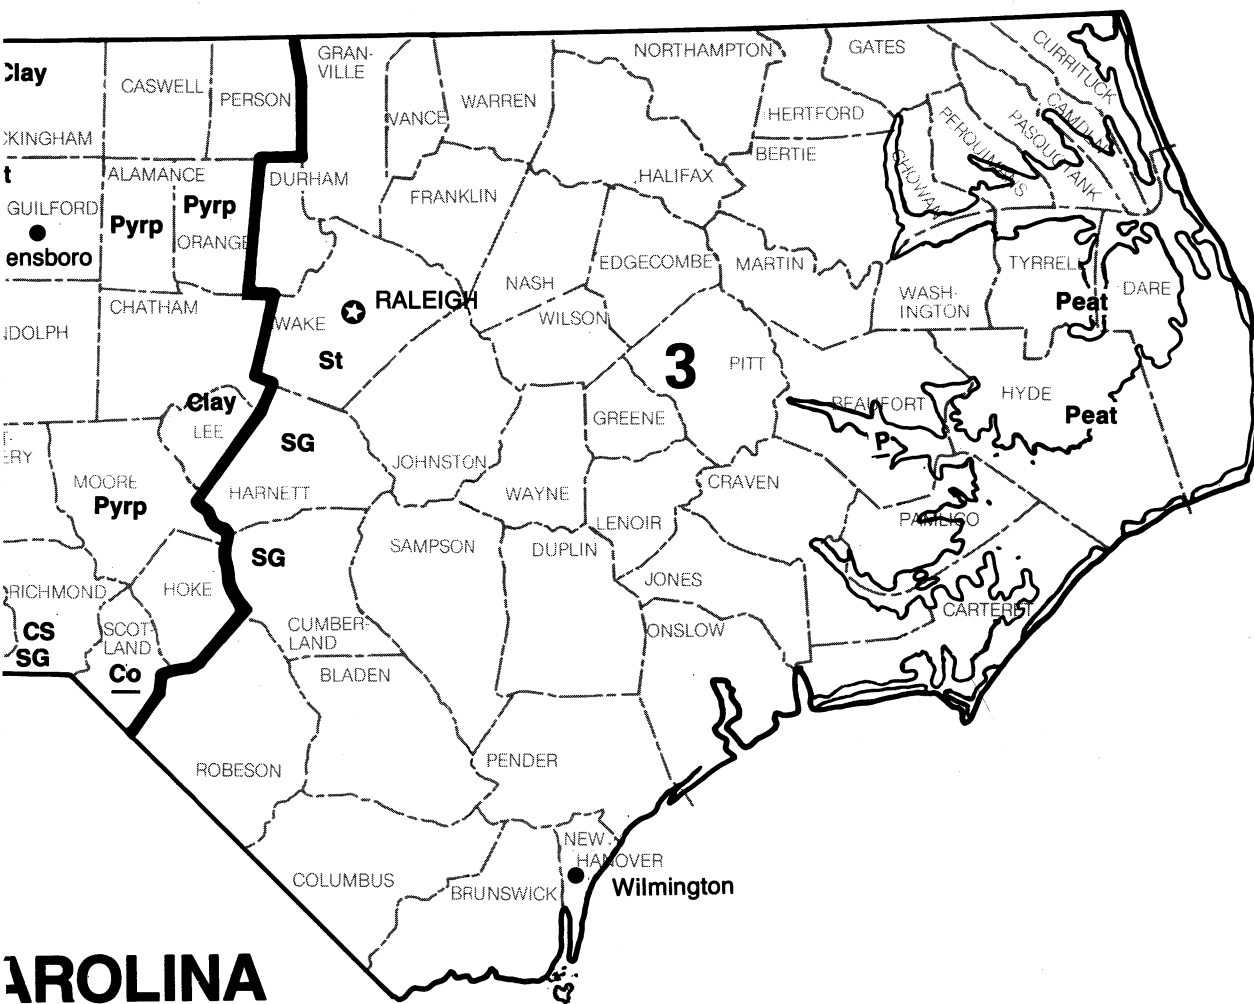 GRAN-
VILLE
NORTHAMPTON
GATES
CURRITUCK
Clay
CASWELL
PERSON
VANCE
WARREN
HERTFORD
PERQUIMANS
PASQUOTANK
CAMDEN
CKINGHAM
BERTIE
CHOWAN
t
ALAMANCE
DURHAM
FRANKLIN
HALIFAX
GUILFORD
Pyrp
Pyrp
ORANGE
ensboro
NASH
EDGECOMBE
MARTIN
TYRRELL
DARE
CHATHAM
RALEIGH
WASH-
INGTON
Peat
NDOLPH
WAKE
WILSON
St
3
PITT
Clay
LEE
GREENE
BEAUFORT
HYDE
Peat
T-
ERY
SG
P
MOORE
Pyrp
HARNETT
JOHNSTON
WAYNE
CRAVEN
LENOIR
PAMLICO
SG
SAMPSON
DUPLIN
RICHMOND
HOKE
JONES
CARTERET
CS
SG
SCOT-
LAND
Co
CUMBER-
LAND
ONSLOW
BLADEN
ROBESON
PENDER
NEW
HANOVER
COLUMBUS
BRUNSWICK
Wilmington
AROLINA